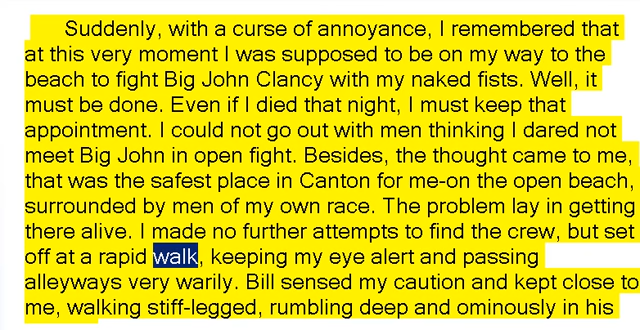 Suddenly, with a curse of annoyance, I remembered that
at this very moment I was supposed to be on my way to the
beach to fight Big John Clancy with my naked fists. Well, it
must be done. Even if I died that night, I must keep that
appointment. I could not go out with men thinking I dared not
meet Big John in open fight. Besides, the thought came to me,
that was the safest place in Canton for me-on the open beach,
surrounded by men of my own race. The problem lay in getting
there alive. I made no further attempts to find the crew, but set
off at a rapid walk, keeping my eye alert and passing
alleyways very warily. Bill sensed my caution and kept close to
me, walking stiff-legged, rumbling deep and ominously in his